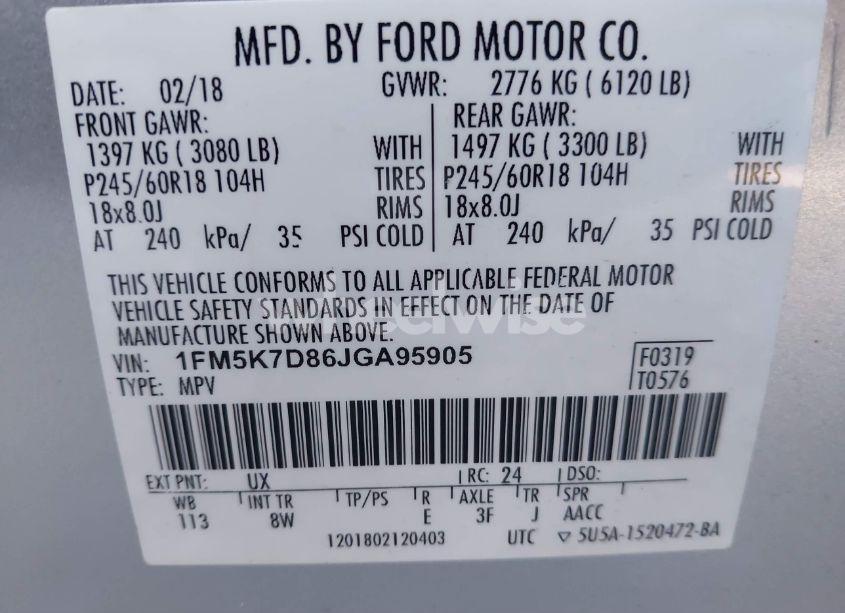 MFD. BY FORD MOTOR CO.
DATE: 02/18 GVWR: 2776 KG ( 6120 LB)
FRONT GAWR: REAR GAWR:
1397 KG ( 3080 LB) WITH 1497 KG ( 3300 LB) WITH
P245/60R18 104H TIRES P245/60R18 104H TIRES
18x8.0J RIMS 18x8.0J RIMS
AT 240 kPa/ 35 PSI COLD AT 240 kPa/ 35 PSI COLD
THIS VEHICLE CONFORMS TO ALL APPLICABLE FEDERAL MOTOR
VEHICLE SAFETY STANDARDS IN EFFECT ON THE DATE OF
MANUFACTURE SHOWN ABOVE.
VIN: 1FM5K7D86JGA95905 F0319
TYPE: MPV T0576
EXT PNT: UX RC: 24 DSO:
WB INT TR TP/PS R AXLE TR SPR
113 8W E 3F J AACC
1201802120403 UTC ▽ 5U5A-1520472-BA